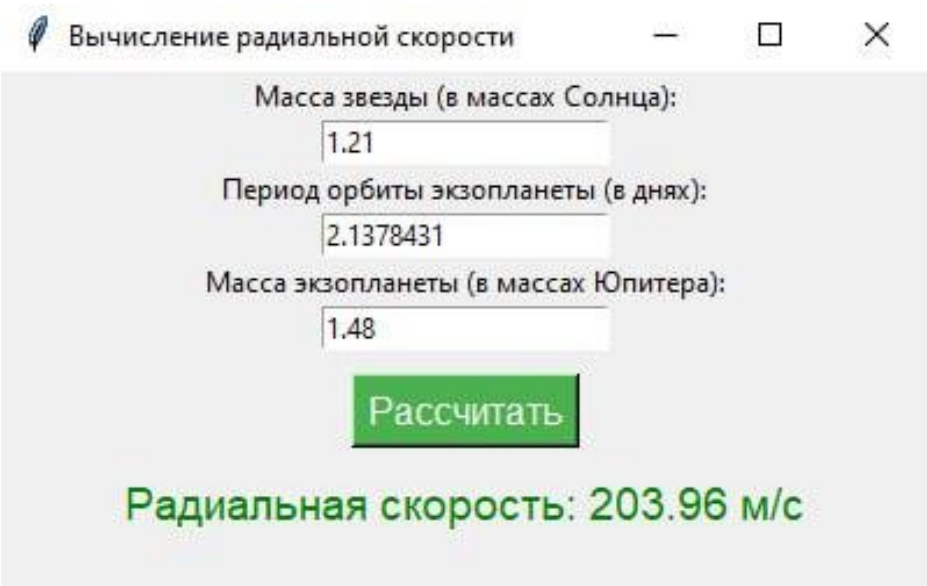 Вычисление радиальной скорости
Масса звезды (в массах Солнца):
1.21
Период орбиты экзопланеты (в днях):
2.1378431
Масса экзопланеты (в массах Юпитера):
1.48
Рассчитать
Радиальная скорость: 203.96 м/с